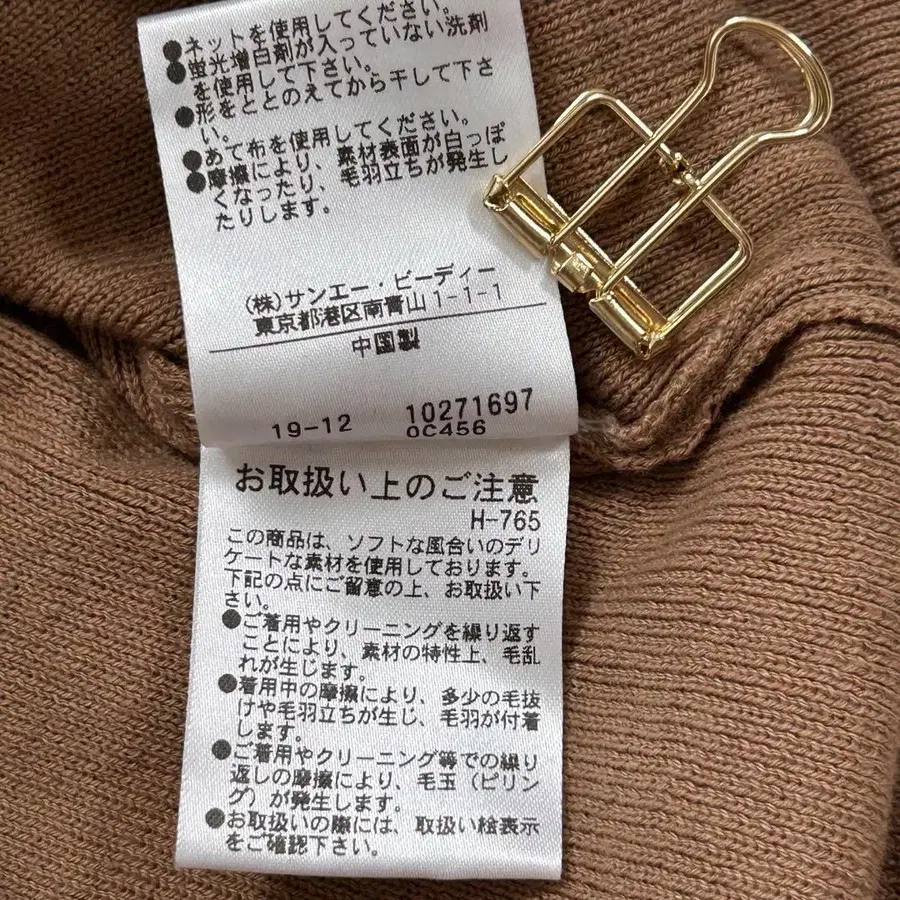 ●ネットを使用してください。
●蛍光増白剤が入っていない洗剤
を使用して下さい。
●形をととのえてから干して下さ
い。
●あて布を使用してください。
●摩擦により、素材表面が白っぽ
くなったり、毛羽立ちが発生し
たりします。
(株)サンエー・ビーディー
東京都港区南青山1-1-1
中国製
19-12 10271697
0C456
お取扱い上のご注意
H-765
この商品は、ソフトな風合いのデリ
ケートな素材を使用しております。
下記の点にご留意の上、お取扱い下
さい。
●ご着用やクリーニングを繰り返す
ことにより、素材の特性上、毛乱
れが生じます。
●着用中の摩擦により、多少の毛抜
けや毛羽立ちが生じ、毛羽が付着
します。
●ご着用やクリーニング等での繰り
返しの摩擦により、毛玉（ピリン
グ）が発生します。
●お取扱いの際には、取扱い絵表示
をご確認下さい。